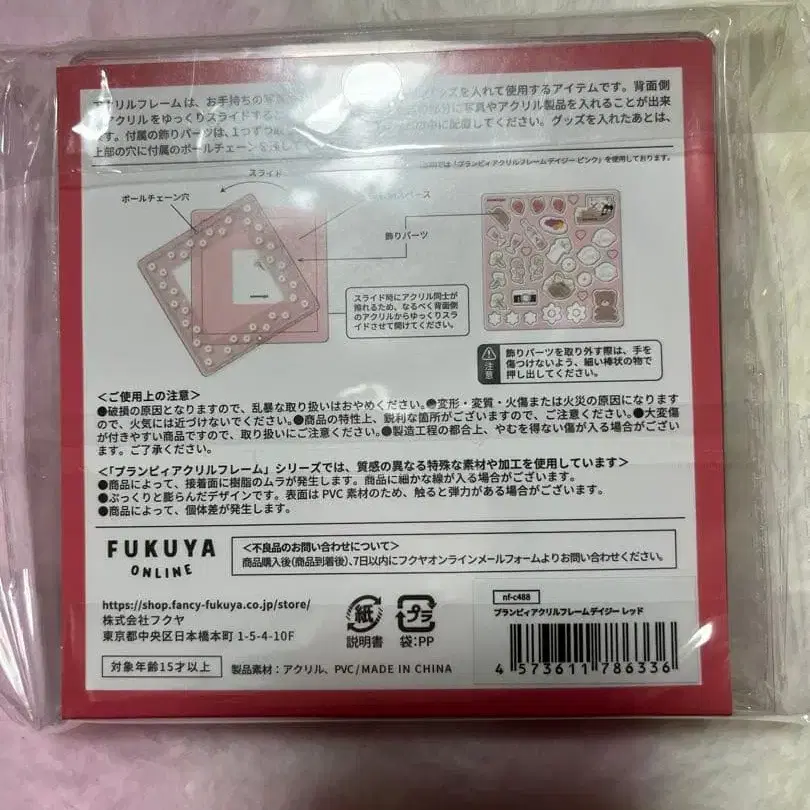 アクリルフレームは、お手持ちの写真
グッズを入れて使用するアイテムです。背面側
アクリルをゆっくりスライドする
部分に写真やアクリル製品を入れることが出来
す。付属の飾りパーツは、1つずつ
の中に配置してください。グッズを入れたあとは、
上部の穴に付属のボールチェーンを
では「プランピィアクリルフレームデイジー ピンク」を使用しております。
スライド
ボールチェーン穴
飾りパーツ
スライド時にアクリル同士が
擦れるため、なるべく背面側
のアクリルからゆっくりスラ
イドさせて開けてください。
注意
飾りパーツを取り外す際は、手を
傷つけないよう、細い棒状の物で
押し出してください。
<ご使用上の注意>
●破損の原因となりますので、乱暴な取り扱いはおやめください。●変形・変質・火傷または火災の原因になります
ので、火気には近づけないでください。●商品の特性上、鋭利な箇所がございますので、ご注意ください。●大変傷
が付きやすい商品ですので、取り扱いにご注意ください。●製造工程の都合上、やむを得ない傷が入る場合がござい
ます。ご了承ください。
<「プランピィアクリルフレーム」シリーズでは、質感の異なる特殊な素材や加工を使用しています>
●商品によって、接着面に樹脂のムラが発生します。商品に細かな線が入る場合がございます。
●ぷっくりと膨らんだデザインです。表面は PVC 素材のため、触ると弾力がある場合がございます。
●商品によって、個体差が発生します。
FUKUYA
ONLINE
<不良品のお問い合わせについて>
商品購入後(商品到着後)、7日以内にフクヤオンラインメールフォームよりお問い合わせください。
https://shop.fancy-fukuya.co.jp/store/
株式会社フクヤ
東京都中央区日本橋本町 1-5-4-10F
対象年齢15才以上
製品素材：アクリル、PVC/MADE IN CHINA
紙
説明書
プラ
袋:PP
nf-c488
プランピィアクリルフレームデイジー レッド
4 573611 786336